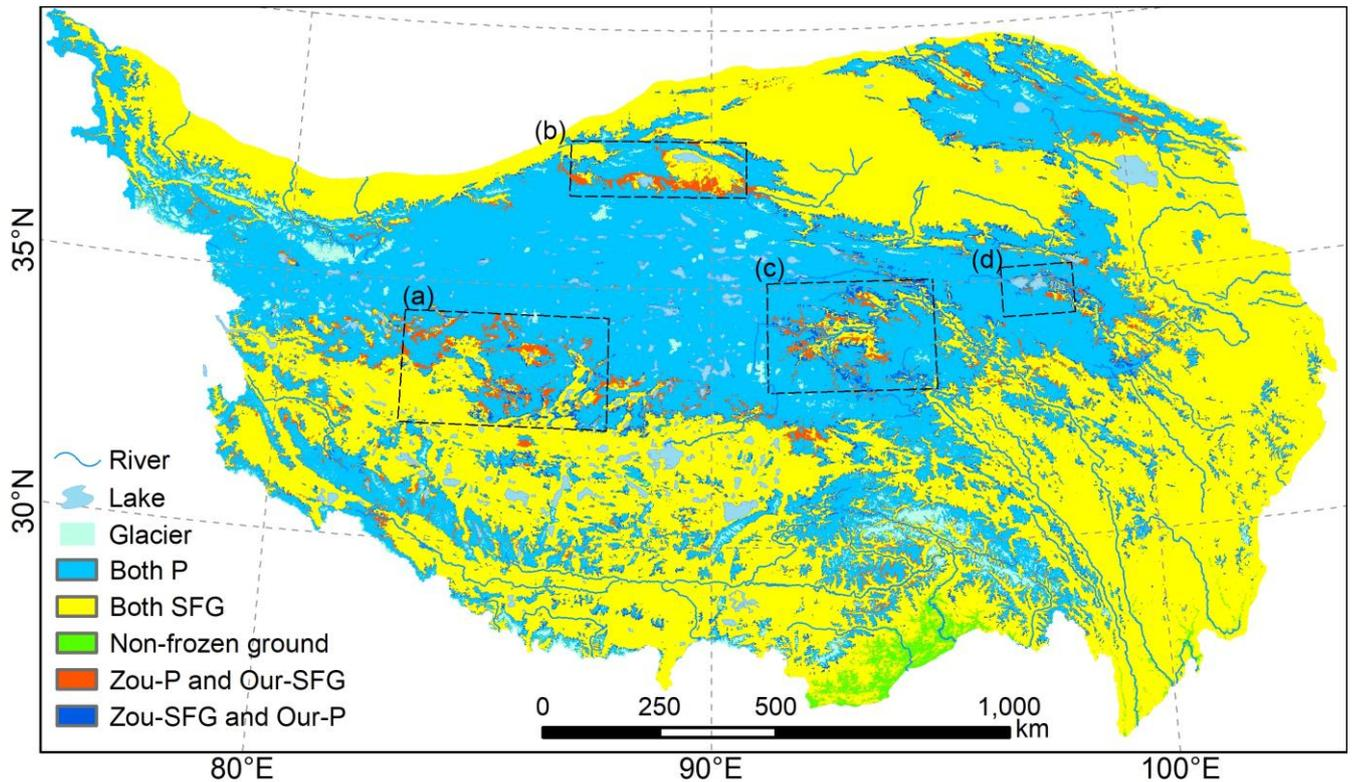 (b)
35°N
(d)
(c)
(a)
River
Lake
30°N
Glacier
Both P
Both SFG
Non-frozen ground
Zou-P and Our-SFG
Zou-SFG and Our-P
0 250 500 1,000
km
80°E 90°E 100°E